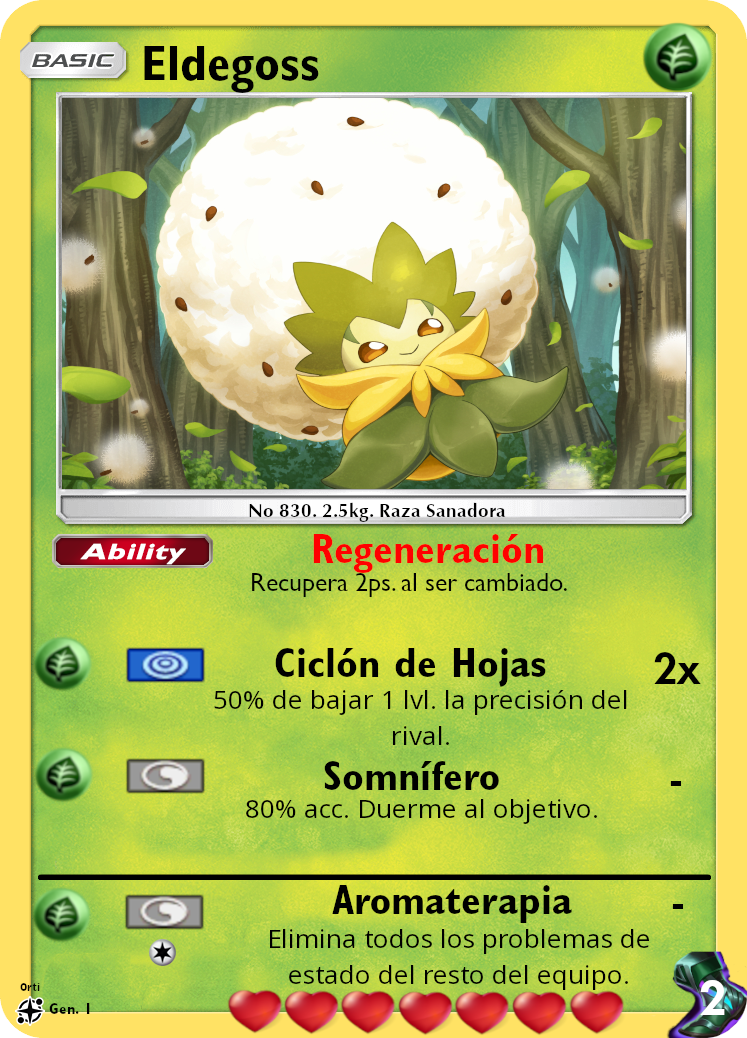 BASIC Eldegoss
No 830. 2.5kg. Raza Sanadora
Ability Regeneración
Recupera 2ps. al ser cambiado.
Ciclón de Hojas 2x
50% de bajar 1 lvl. la precisión del
rival.
Somnífero -
80% acc. Duerme al objetivo.
Aromaterapia -
Elimina todos los problemas de
estado del resto del equipo.
Orti
Gen. I
2